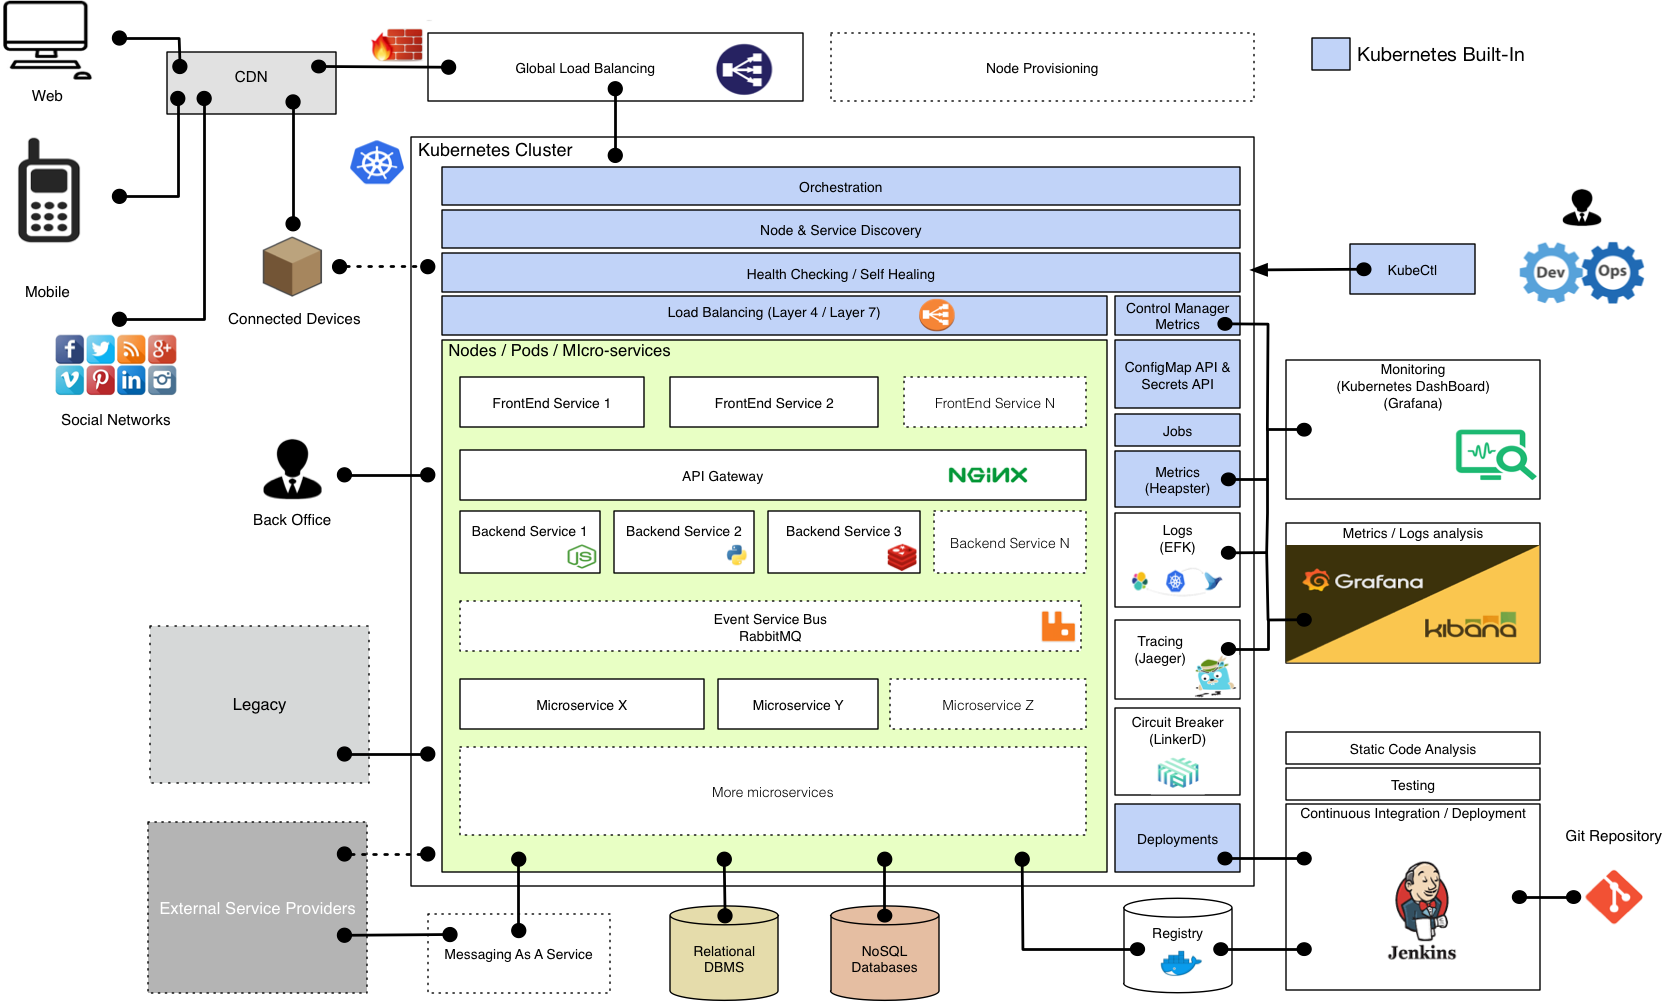 Web
CDN
Global Load Balancing
Node Provisioning
Kubernetes Built-In
Mobile
Connected Devices
Social Networks
Back Office
Kubernetes Cluster
Orchestration
Node & Service Discovery
Health Checking / Self Healing
Load Balancing (Layer 4 / Layer 7)
Control Manager
Metrics
KubeCtl
Dev
Ops
Nodes / Pods / MIcro-services
FrontEnd Service 1
FrontEnd Service 2
FrontEnd Service N
API Gateway
NGINX
Backend Service 1
JS
Backend Service 2
Backend Service 3
Backend Service N
Event Service Bus
RabbitMQ
Microservice X
Microservice Y
Microservice Z
More microservices
ConfigMap API &
Secrets API
Jobs
Metrics
(Heapster)
Logs
(EFK)
Tracing
(Jaeger)
Circuit Breaker
(LinkerD)
Deployments
Monitoring
(Kubernetes DashBoard)
(Grafana)
Metrics / Logs analysis
Grafana
kibana
Static Code Analysis
Testing
Continuous Integration / Deployment
Jenkins
Git Repository
Legacy
External Service Providers
Messaging As A Service
Relational
DBMS
NoSQL
Databases
Registry